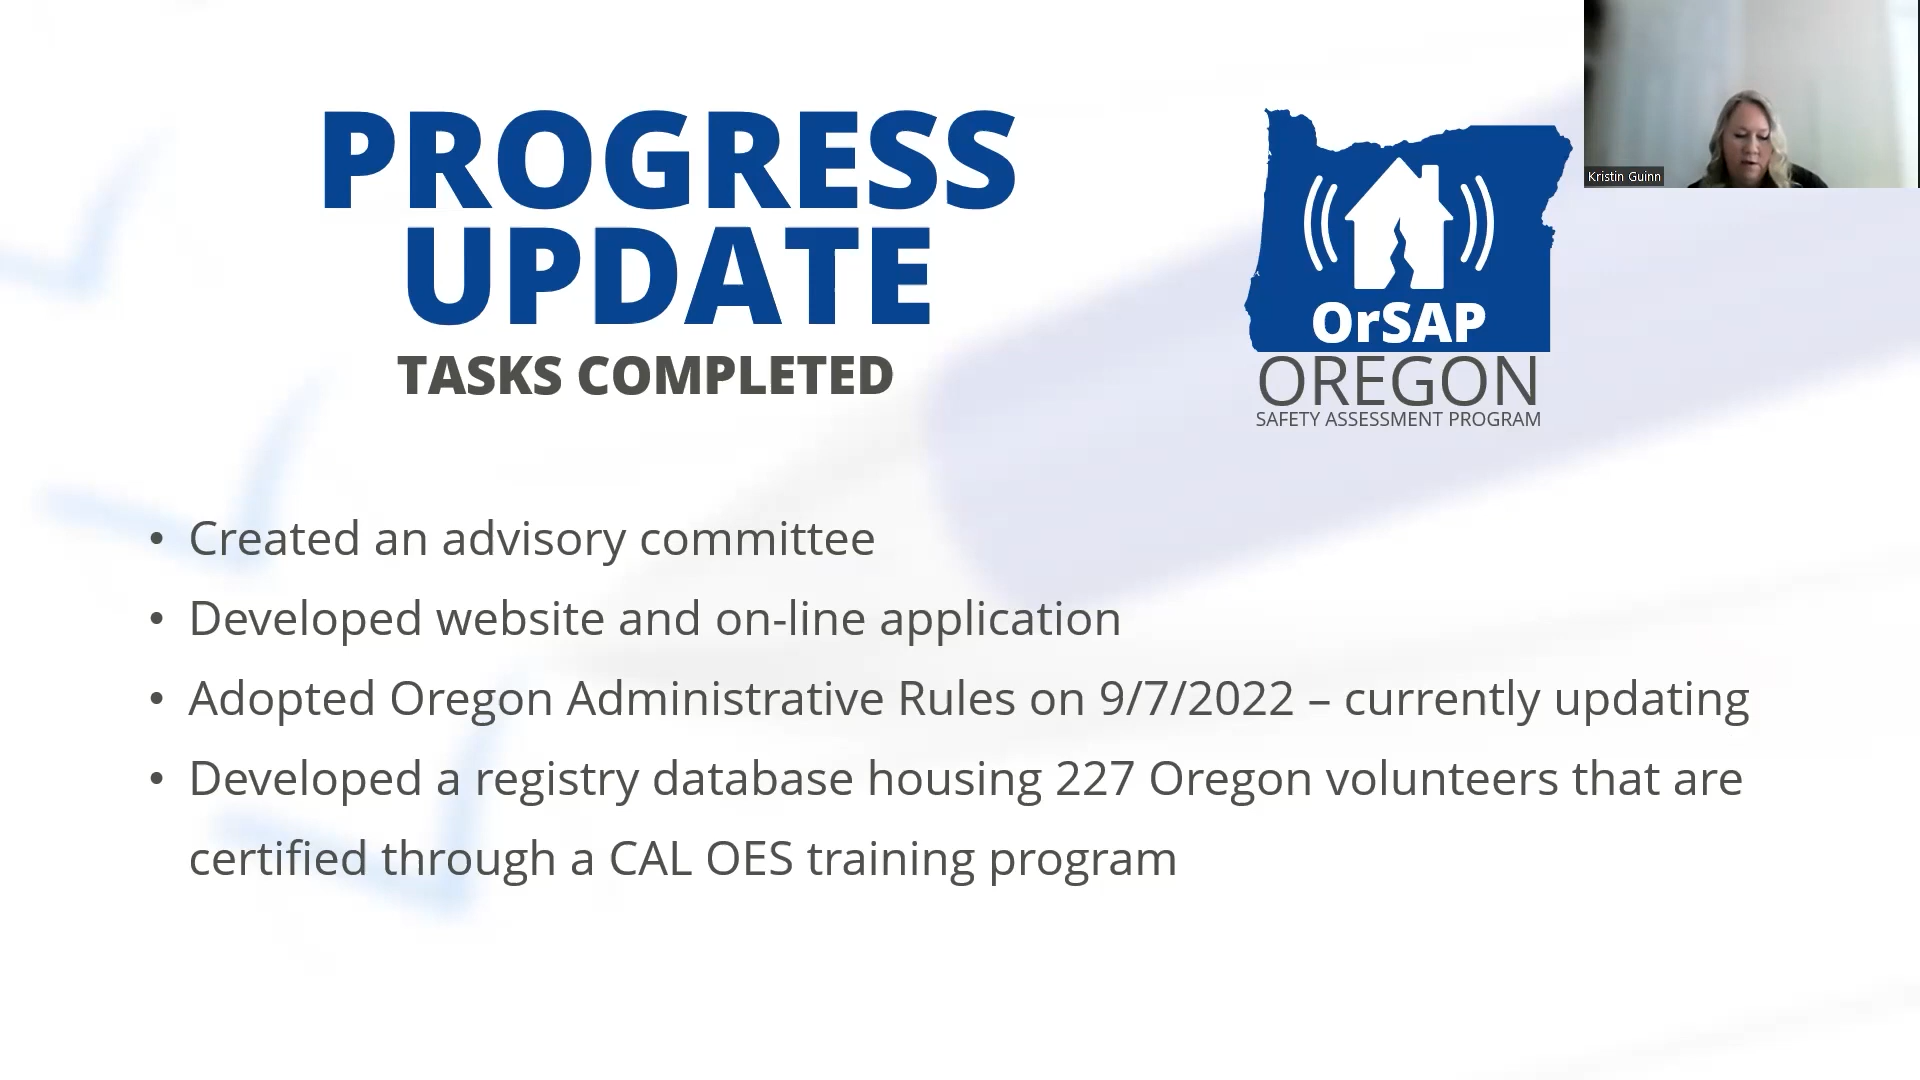 PROGRESS
UPDATE
TASKS COMPLETED
OrSAP
OREGON
SAFETY ASSESSMENT PROGRAM
Kristin Guinn
• Created an advisory committee
• Developed website and on-line application
• Adopted Oregon Administrative Rules on 9/7/2022 – currently updating
• Developed a registry database housing 227 Oregon volunteers that are
certified through a CAL OES training program